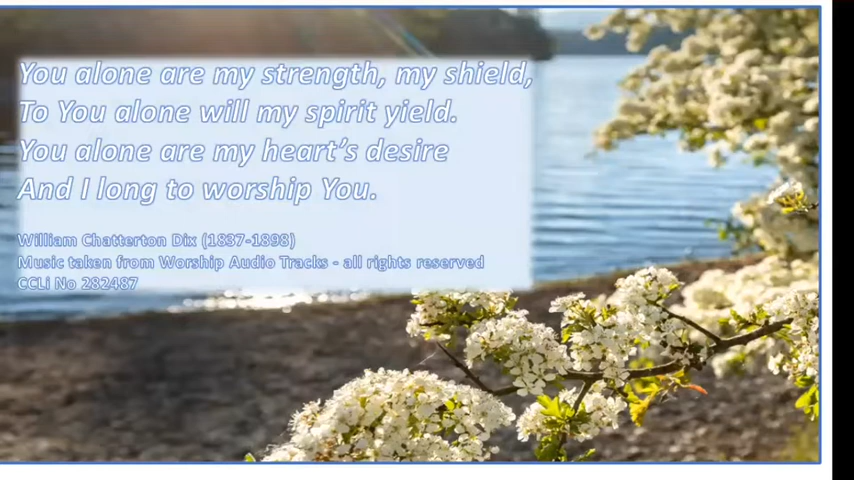 You alone are my strength, my shield,
To You alone will my spirit yield.
You alone are my heart's desire
And I long to worship You.
William Chatterton Dix (1837-1898)
Music taken from Worship Audio Tracks - all rights reserved
CCLi No 282487